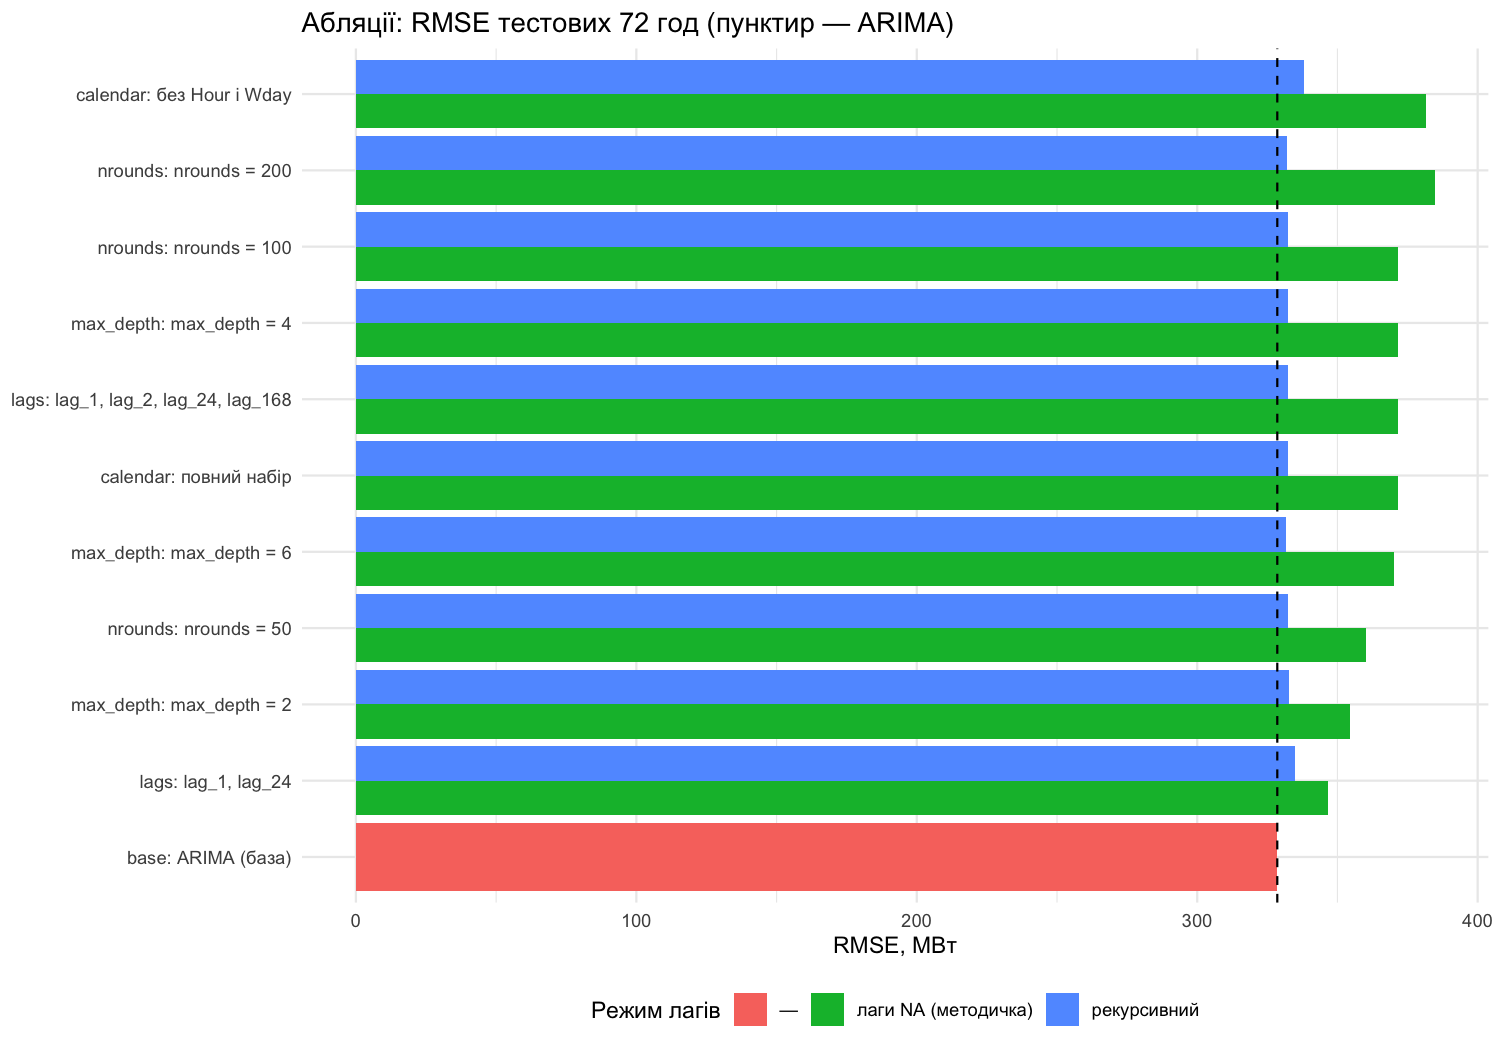 Абляції: RMSE тестових 72 год (пунктир — ARIMA)
calendar: без Hour і Wday
nrounds: nrounds = 200
nrounds: nrounds = 100
max_depth: max_depth = 4
lags: lag_1, lag_2, lag_24, lag_168
calendar: повний набір
max_depth: max_depth = 6
nrounds: nrounds = 50
max_depth: max_depth = 2
lags: lag_1, lag_24
base: ARIMA (база)
0 100 200 300 400
RMSE, МВт
Режим лагів — лаги NA (методичка) рекурсивний